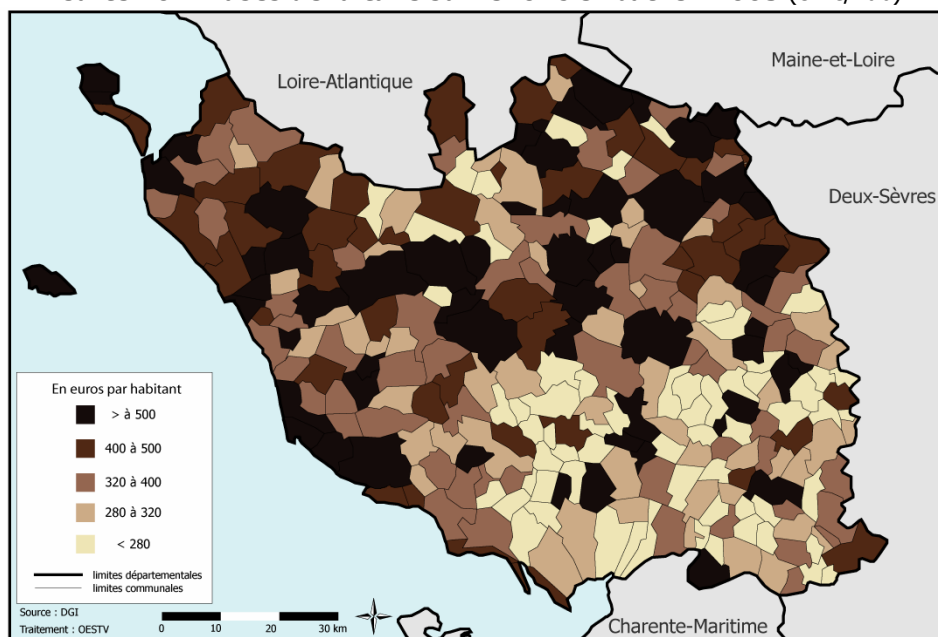 Loire-Atlantique
Maine-et-Loire
Deux-Sèvres
En euros par habitant
> à 500
400 à 500
320 à 400
280 à 320
< 280
limites départementales
limites communales
Source : DGI
Traitement : OESTV
0 10 20 30 km
Charente-Maritime